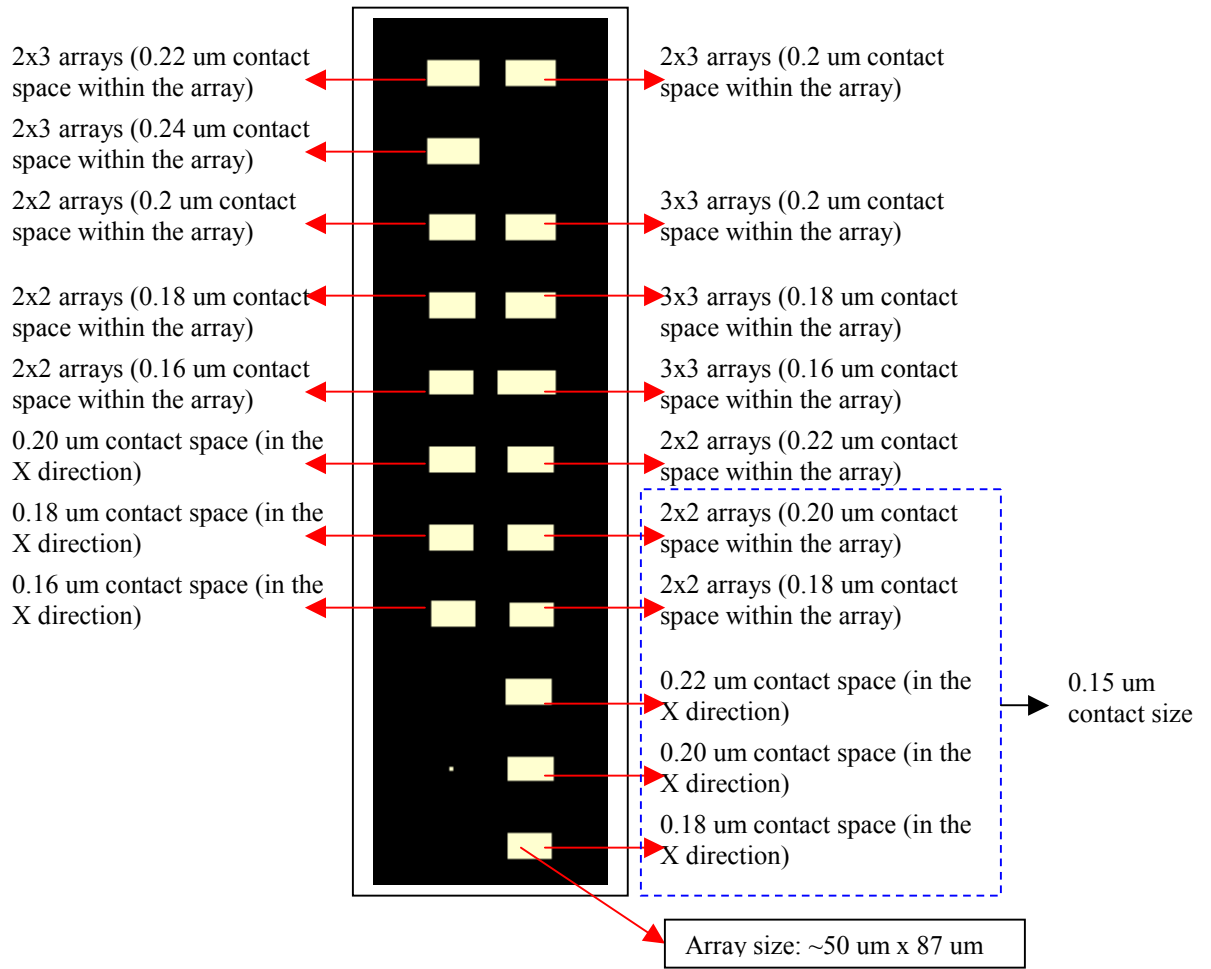 2x3 arrays (0.22 um contact
space within the array)
2x3 arrays (0.24 um contact
space within the array)
2x2 arrays (0.2 um contact
space within the array)
2x2 arrays (0.18 um contact
space within the array)
2x2 arrays (0.16 um contact
space within the array)
0.20 um contact space (in the
X direction)
0.18 um contact space (in the
X direction)
0.16 um contact space (in the
X direction)
2x3 arrays (0.2 um contact
space within the array)
3x3 arrays (0.2 um contact
space within the array)
3x3 arrays (0.18 um contact
space within the array)
3x3 arrays (0.16 um contact
space within the array)
2x2 arrays (0.22 um contact
space within the array)
2x2 arrays (0.20 um contact
space within the array)
2x2 arrays (0.18 um contact
space within the array)
0.22 um contact space (in the
X direction)
0.20 um contact space (in the
X direction)
0.18 um contact space (in the
X direction)
0.15 um
contact size
Array size: ~50 um x 87 um